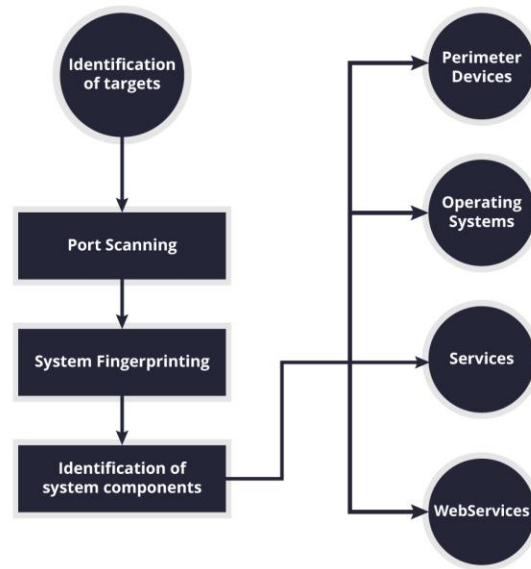 Identification
of targets
Port Scanning
System Fingerprinting
Identification of
system components
Perimeter
Devices
Operating
Systems
Services
WebServices